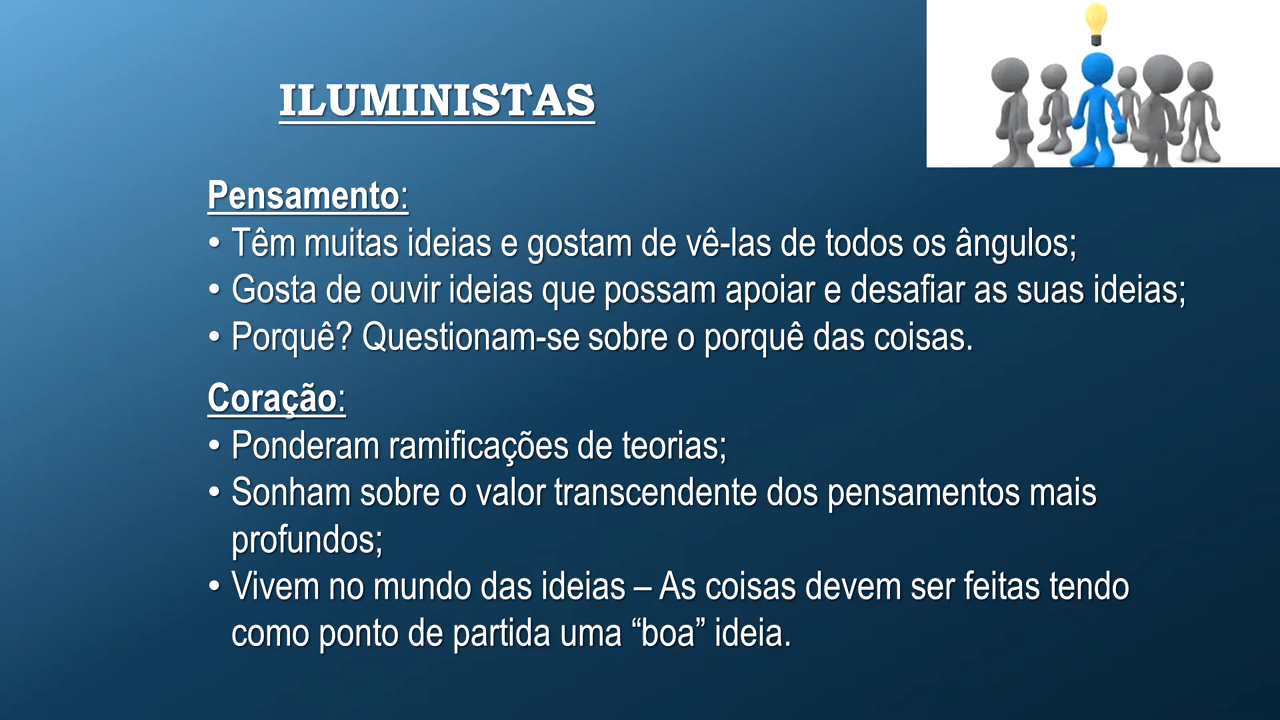 ILUMINISTAS
Pensamento:
• Têm muitas ideias e gostam de vê-las de todos os ângulos;
• Gosta de ouvir ideias que possam apoiar e desafiar as suas ideias;
• Porquê? Questionam-se sobre o porquê das coisas.
Coração:
• Ponderam ramificações de teorias;
• Sonham sobre o valor transcendente dos pensamentos mais
profundos;
• Vivem no mundo das ideias – As coisas devem ser feitas tendo
como ponto de partida uma “boa” ideia.